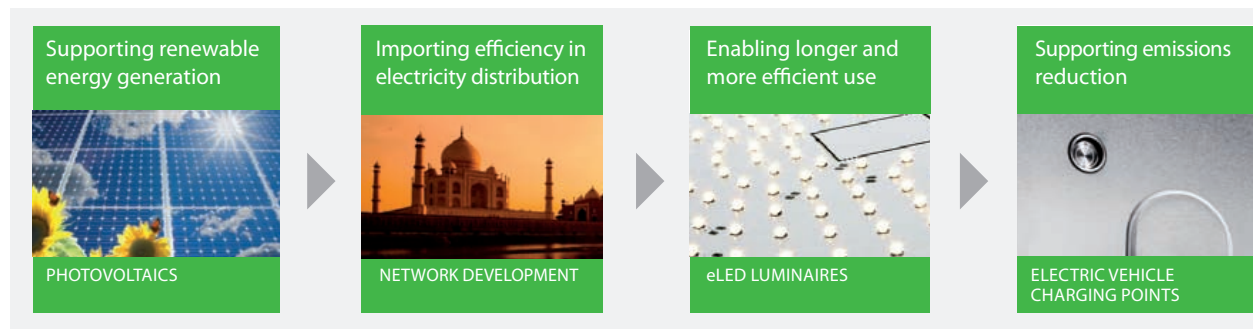 Supporting renewable
energy generation
PHOTOVOLTAICS
Importing efficiency in
electricity distribution
NETWORK DEVELOPMENT
Enabling longer and
more efficient use
eLED LUMINAIRES
Supporting emissions
reduction
ELECTRIC VEHICLE
CHARGING POINTS